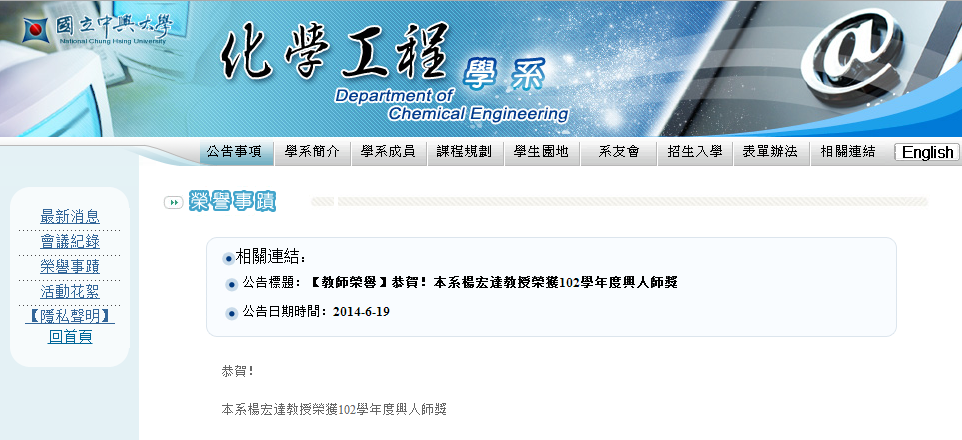 國立中興大學
National Chung Hsing University
化學工程學系
Department of
Chemical Engineering
公告事項 學系簡介 學系成員 課程規劃 學生園地 系友會 招生入學 表單辦法 相關連結 English
榮譽事蹟
最新消息
會議紀錄
榮譽事蹟
活動花絮
【隱私聲明】
回首頁
相關連結：
公告標題：【教師榮譽】恭賀！本系楊宏達教授榮獲102學年度興人師獎
公告日期時間：2014-6-19
恭賀！
本系楊宏達教授榮獲102學年度興人師獎